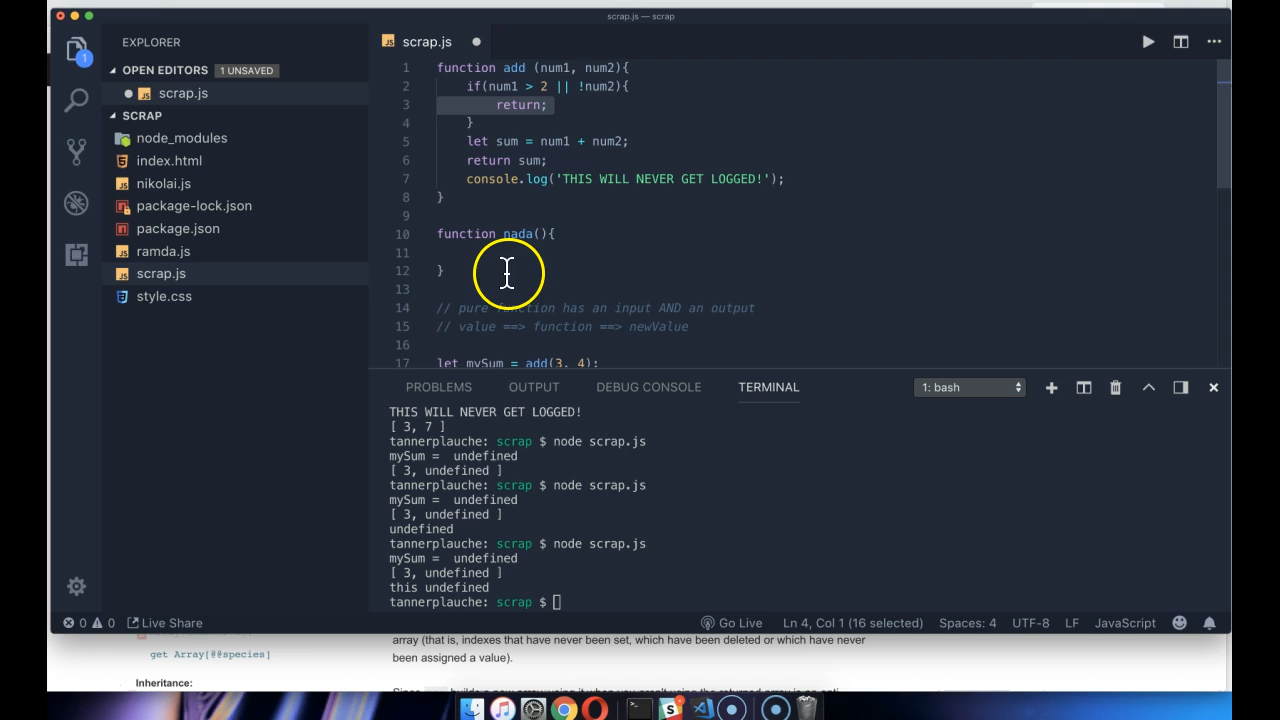 scrap.js — scrap
EXPLORER
OPEN EDITORS 1 UNSAVED
scrap.js
SCRAP
node_modules
index.html
nikolai.js
package-lock.json
package.json
ramda.js
scrap.js
style.css
1
scrap.js
1 function add (num1, num2){
2 if(num1 > 2 || !num2){
3 return;
4 }
5 let sum = num1 + num2;
6 return sum;
7 console.log('THIS WILL NEVER GET LOGGED!');
8 }
9
10 function nada(){
11
12 }
13
14 // pure function has an input AND an output
15 // value ==> function ==> newValue
16
17 let mySum = add(3, 4);
PROBLEMS OUTPUT DEBUG CONSOLE TERMINAL 1: bash
THIS WILL NEVER GET LOGGED!
[ 3, 7 ]
tannerplauche: scrap $ node scrap.js
mySum = undefined
[ 3, undefined ]
tannerplauche: scrap $ node scrap.js
mySum = undefined
[ 3, undefined ]
undefined
tannerplauche: scrap $ node scrap.js
mySum = undefined
[ 3, undefined ]
this undefined
tannerplauche: scrap $
0 0 Live Share Go Live Ln 4, Col 1 (16 selected) Spaces: 4 UTF-8 LF JavaScript
get Array[@@species]
Inheritance:
array (that is, indexes that have never been set, which have been deleted or which have never
been assigned a value).